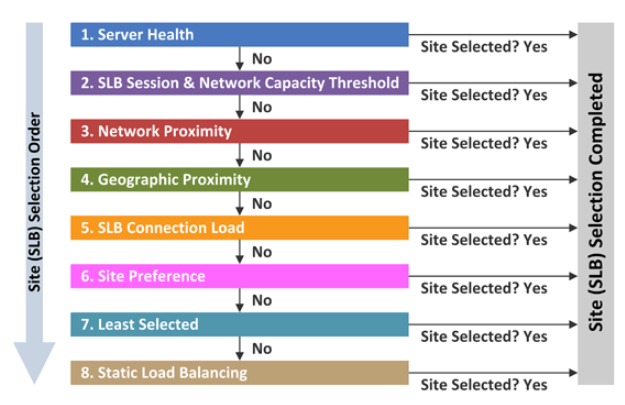 Site (SLB) Selection Order
1. Server Health
Site Selected? Yes
No
2. SLB Session & Network Capacity Threshold
Site Selected? Yes
No
3. Network Proximity
Site Selected? Yes
No
4. Geographic Proximity
Site Selected? Yes
No
5. SLB Connection Load
Site Selected? Yes
No
6. Site Preference
Site Selected? Yes
No
7. Least Selected
Site Selected? Yes
No
8. Static Load Balancing
Site Selected? Yes
Site (SLB) Selection Completed